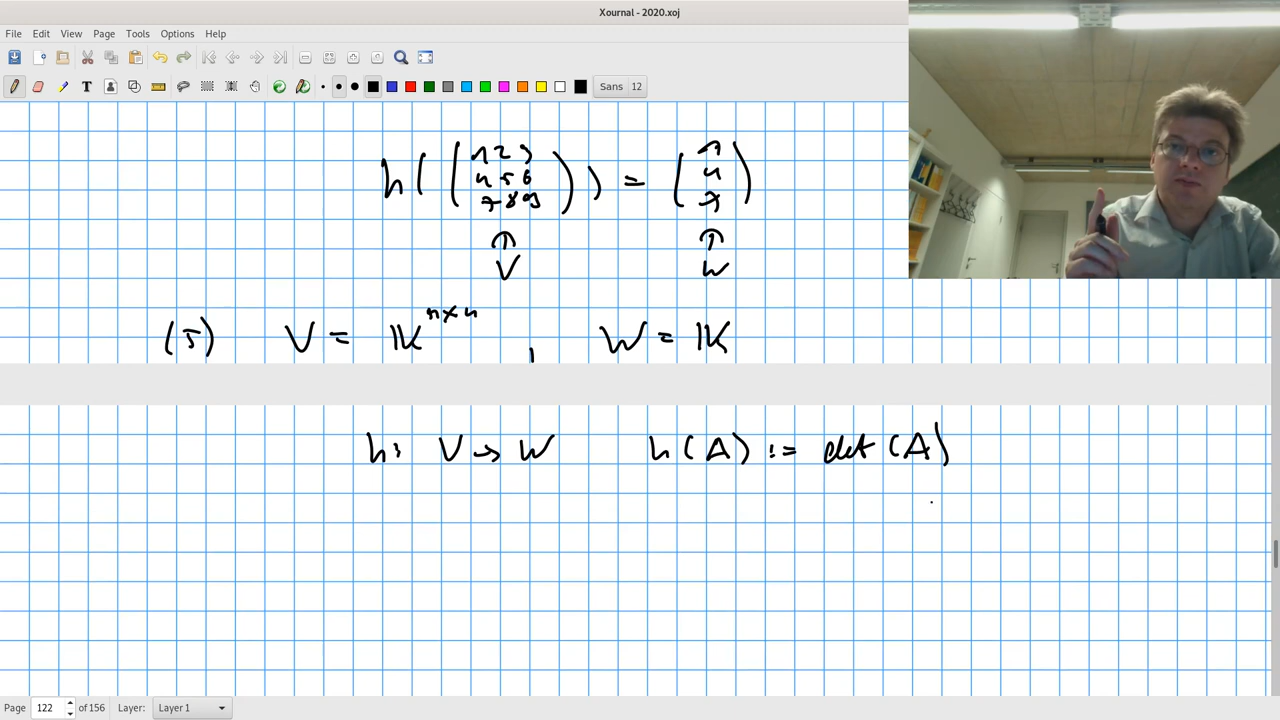 Xournal - 2020.xoj
File Edit View Page Tools Options Help
Sans 12
h( ( 1 2 3
4 5 6
7 8 9 ) ) = ( 1
4
7 )
↑ ↑
V W
(5) V = 𝕂^{n×n} , W = 𝕂
h: V → W h(A) := det(A)
Page 122 of 156 Layer: Layer 1